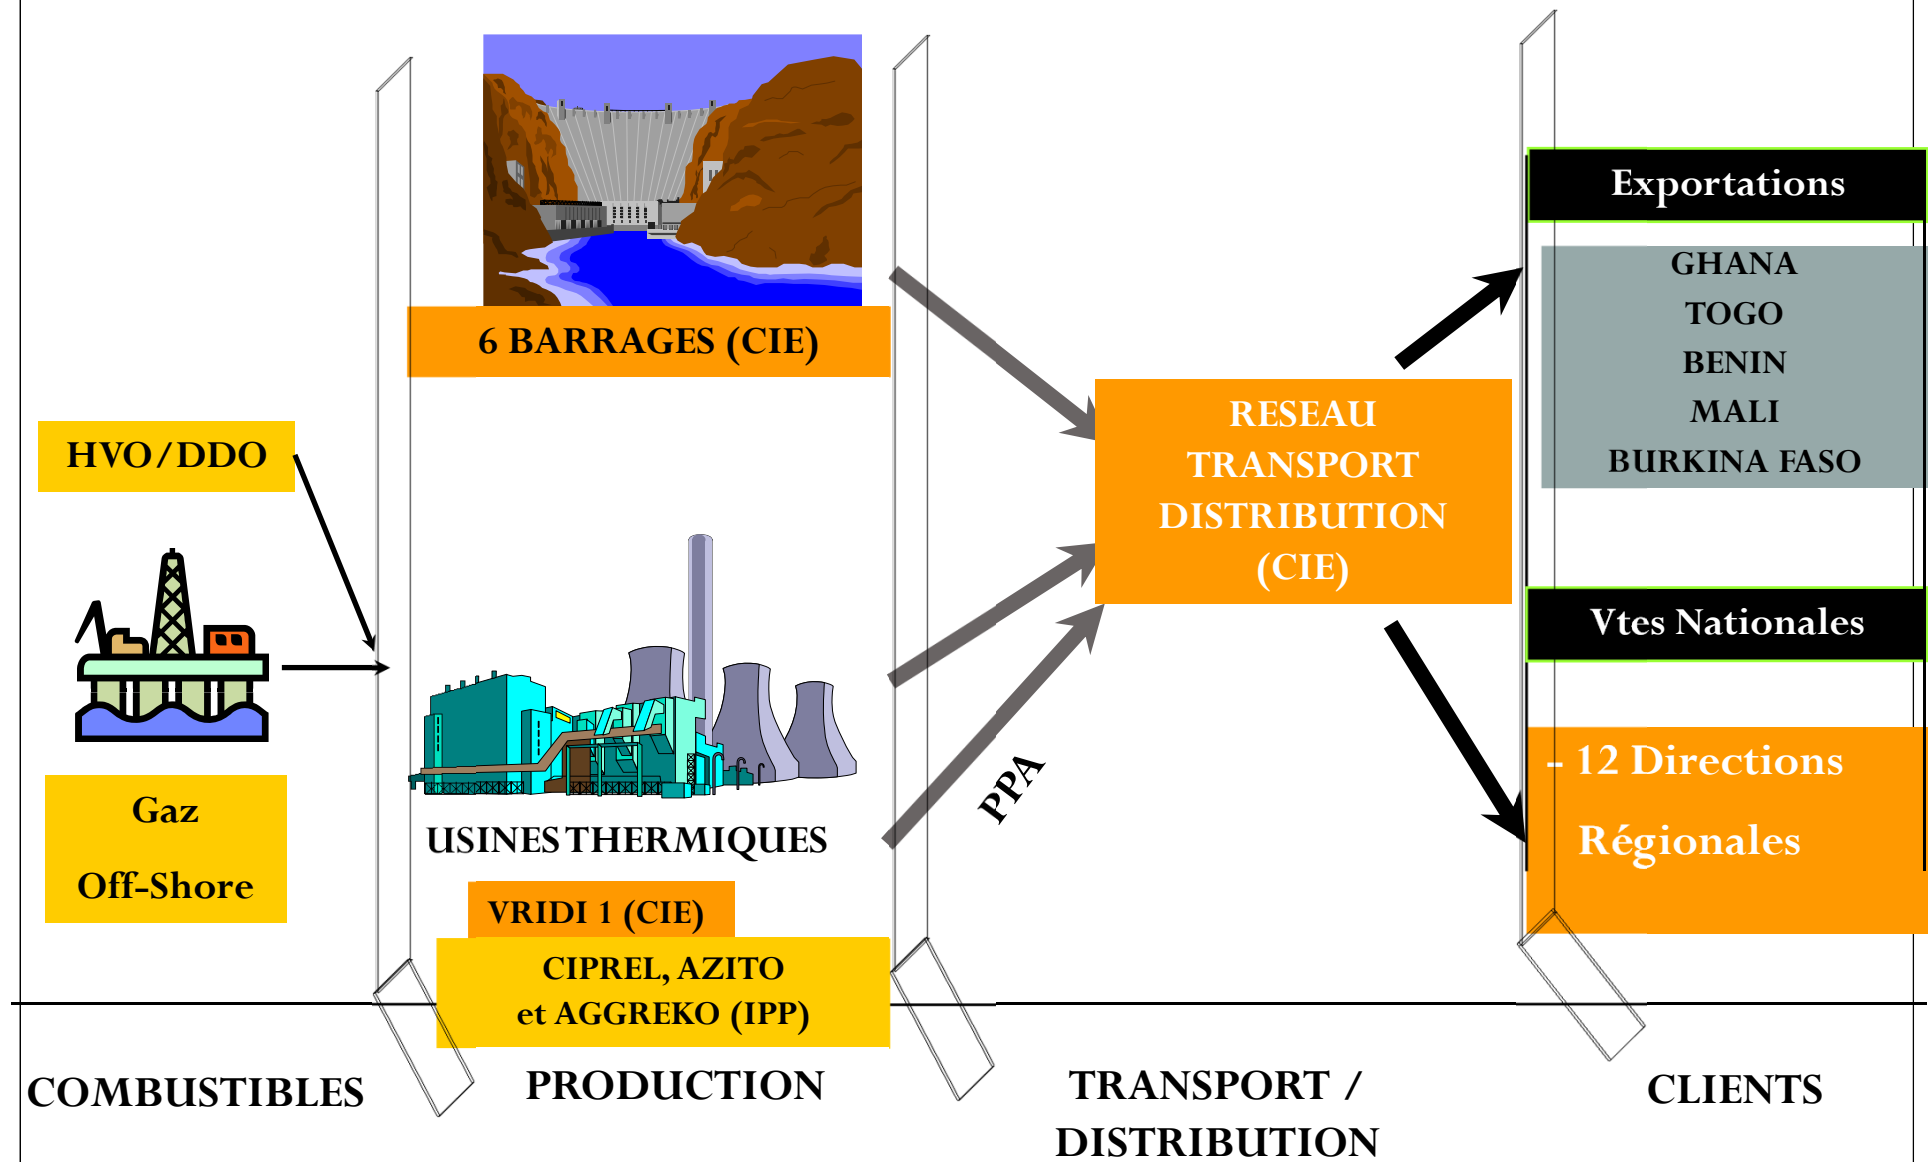 HVO/DDO
Gaz
Off-Shore
6 BARRAGES (CIE)
USINES THERMIQUES
VRIDI 1 (CIE)
CIPREL, AZITO
et AGGREKO (IPP)
PPA
RESEAU
TRANSPORT
DISTRIBUTION
(CIE)
Exportations
GHANA
TOGO
BENIN
MALI
BURKINA FASO
Vtes Nationales
- 12 Directions
Régionales
COMBUSTIBLES
PRODUCTION
TRANSPORT /
DISTRIBUTION
CLIENTS